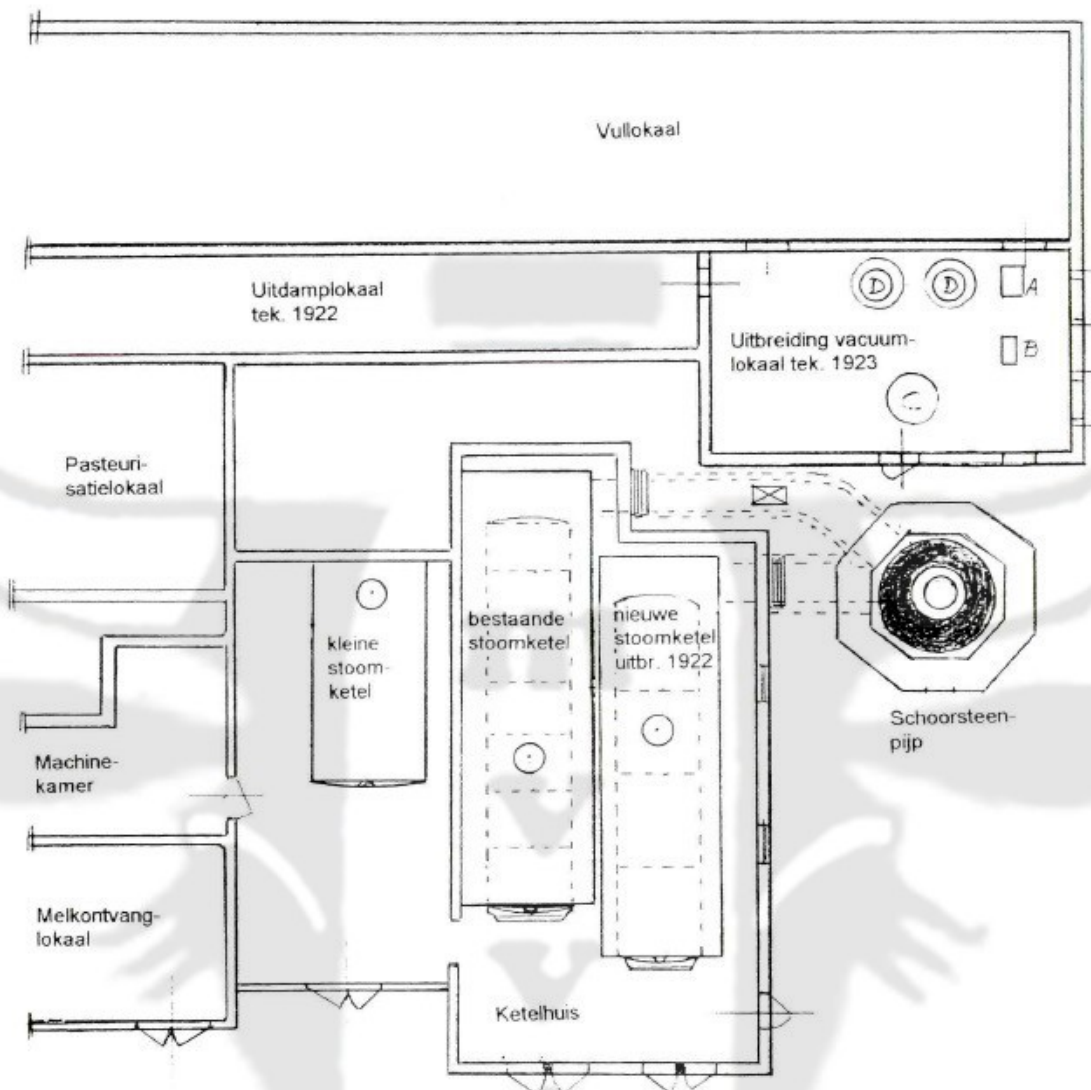 Vullokaal
Uitdamplokaal
tek. 1922
D
D
A
Uitbreiding vacuum-
lokaal tek. 1923
B
C
Pasteuri-
satielokaal
kleine
stoom-
ketel
bestaande
stoomketel
nieuwe
stoomketel
uitbr. 1922
Schoorsteen-
pijp
Machine-
kamer
Melkontvang-
lokaal
Ketelhuis